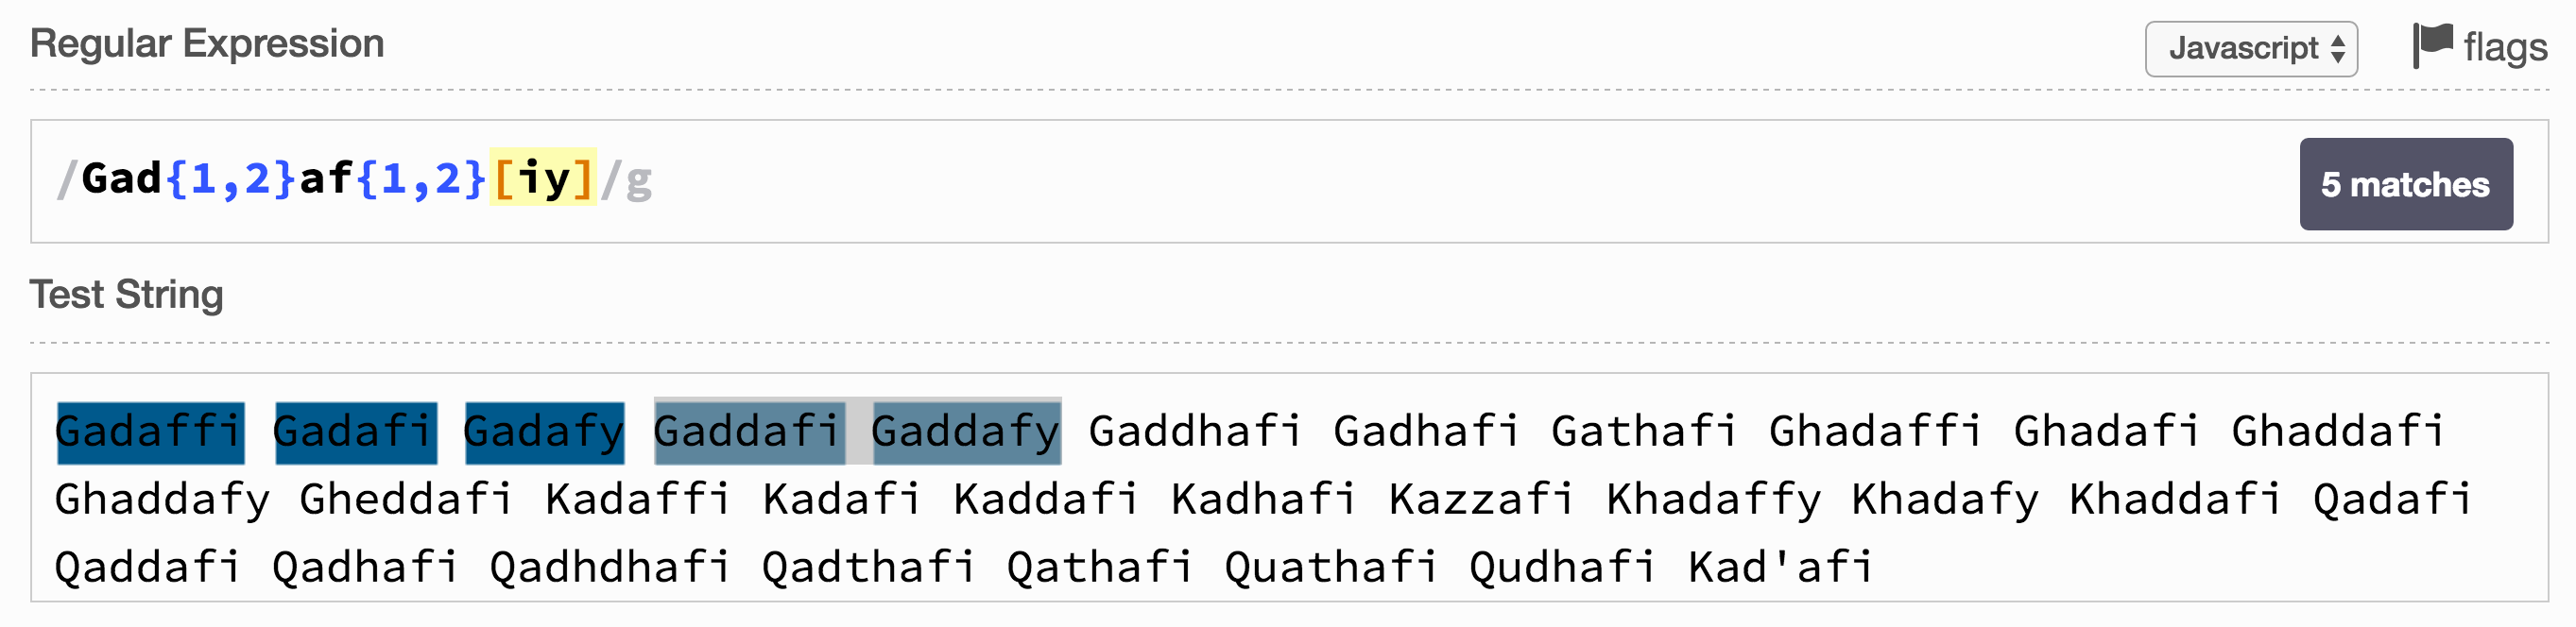 Regular Expression
Javascript
flags
/Gad{1,2}af{1,2}[iy]/g
5 matches
Test String
Gadaffi Gadafi Gadafy Gaddafi Gaddafy Gaddhafi Gadhafi Gathafi Ghadaffi Ghadafi Ghaddafi
Ghaddafy Gheddafi Kadaffi Kadafi Kaddafi Kadhafi Kazzafi Khadaffy Khadafy Khaddafi Qadafi
Qaddafi Qadhafi Qadhdhafi Qadthafi Qathafi Quathafi Qudhafi Kad'afi